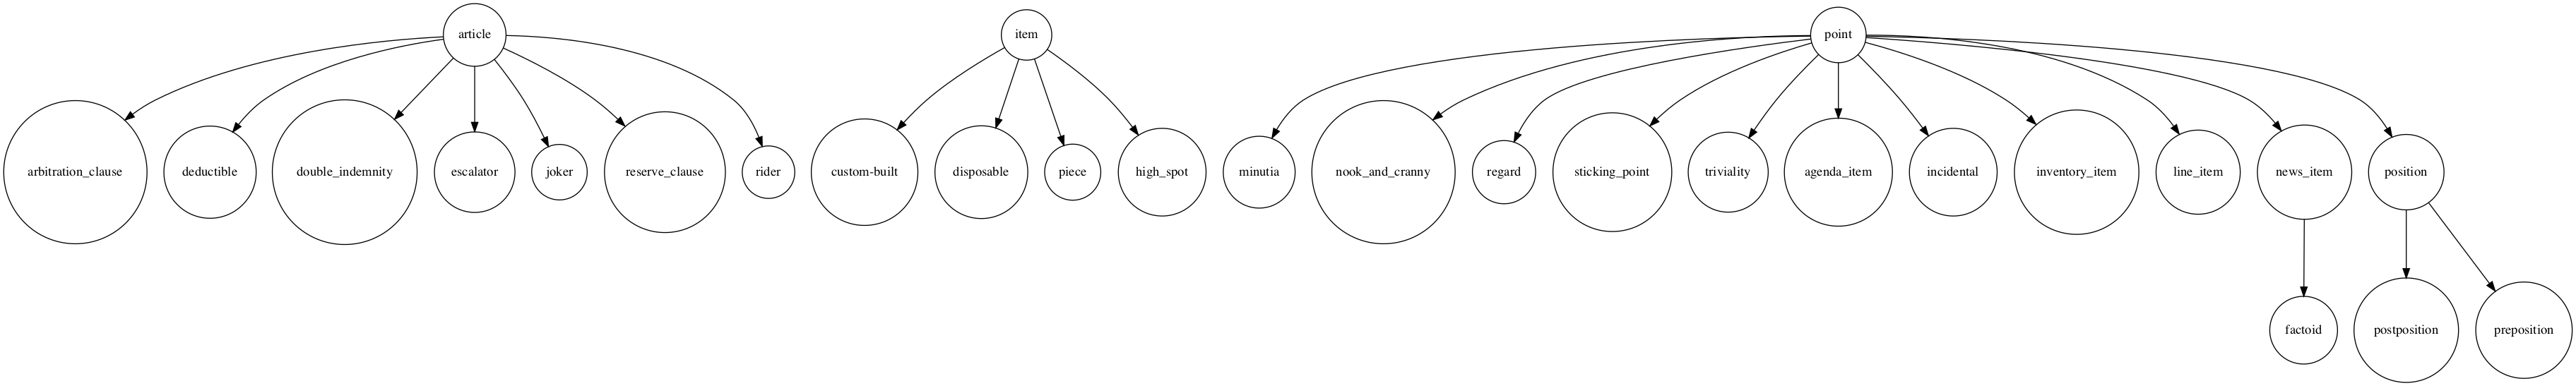 article
item
point
arbitration_clause
deductible
double_indemnity
escalator
joker
reserve_clause
rider
custom-built
disposable
piece
high_spot
minutia
nook_and_cranny
regard
sticking_point
triviality
agenda_item
incidental
inventory_item
line_item
news_item
position
factoid
postposition
preposition